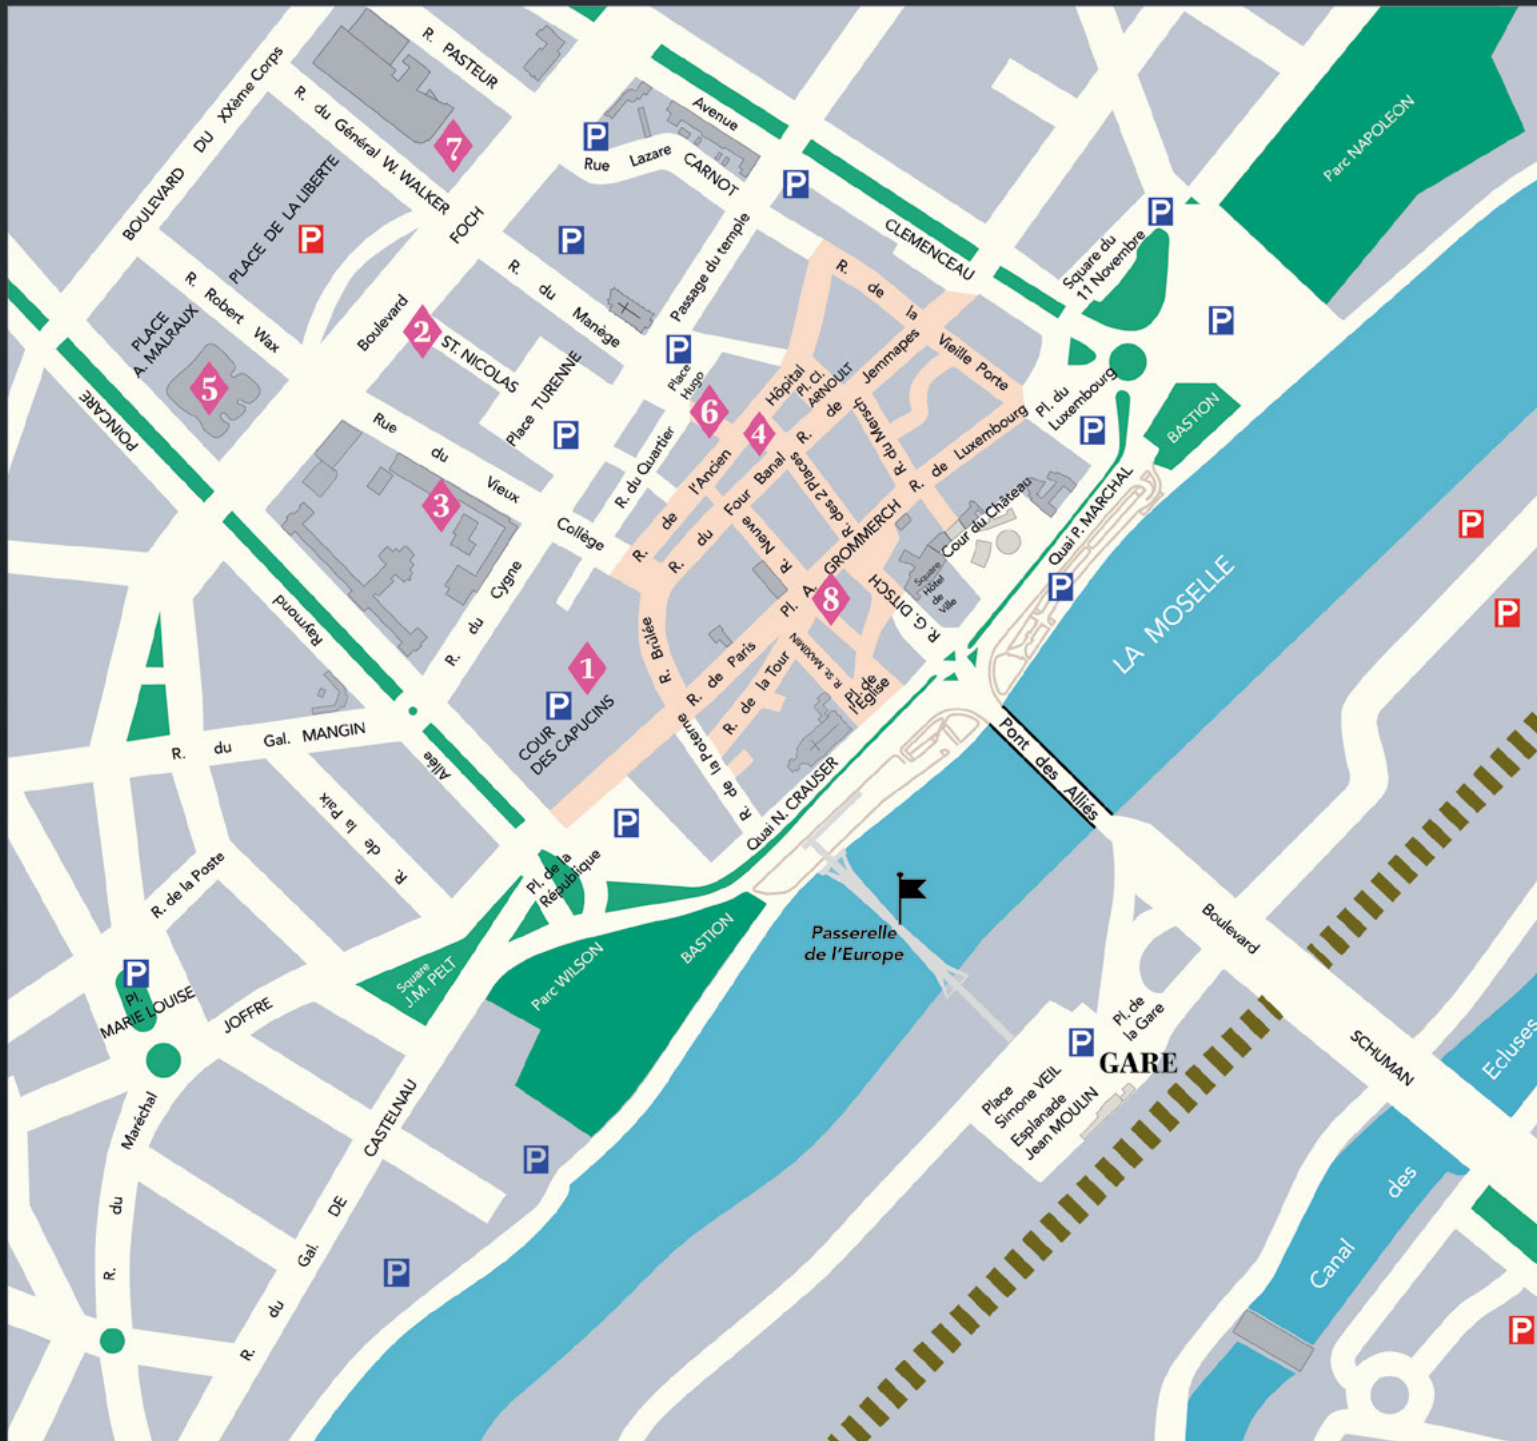 R. PASTEUR
BOULEVARD DU XXème Corps
R. du Général W. WALKER
7
P
Avenue
Rue Lazare CARNOT
P
CLEMENCEAU
Parc NAPOLEON
PLACE DE LA LIBERTE
P
Boulevard FOCH
P
Passage du temple
P
Square du
11 Novembre
P
R. Robert Wax
PLACE
A. MALRAUX
5
2
ST. NICOLAS
R. du Manège
Place TURENNE
P
P
Place
Hugo
6
4
R. de la Vieille Porte
R. de l'Ancien Hôpital
Pl. Cl.
ARNOULT
R. de Jemmapes
R. du Mersch
R. de Luxembourg
Pl. du
Luxembourg
P
BASTION
POINCARE
Rue du Vieux Collège
3
R. du Quartier
R. du Four Banal
R. Neuve
R. des 2 Places
Pl. A. GROMMERCH
8
Cour du Château
Square
Hôtel
de
Ville
Quai P. MARCHAL
P
LA MOSELLE
P
P
Raymond
R. du Cygne
R. Brûlée
1
P
COUR
DES CAPUCINS
R. de Paris
R. de la Tour
R. St. MAXIMIN
R.G. DITSCH
Pl. de
l'Eglise
R. de la Poterne
Quai N. CRAUSER
Pont des Alliés
R. du Gal. MANGIN
Allée
R. de la Paix
P
R. de la Poste
Pl. de la
République
Passerelle
de l'Europe
Boulevard SCHUMAN
P
Pl.
MARIE LOUISE
Square
J.M. PELT
Parc WILSON
BASTION
R. du Maréchal JOFFRE
P
Pl. de
la Gare
GARE
Place
Simone VEIL
Esplanade
Jean MOULIN
R. du Gal. DE CASTELNAU
P
P
Canal des Ecluses
P